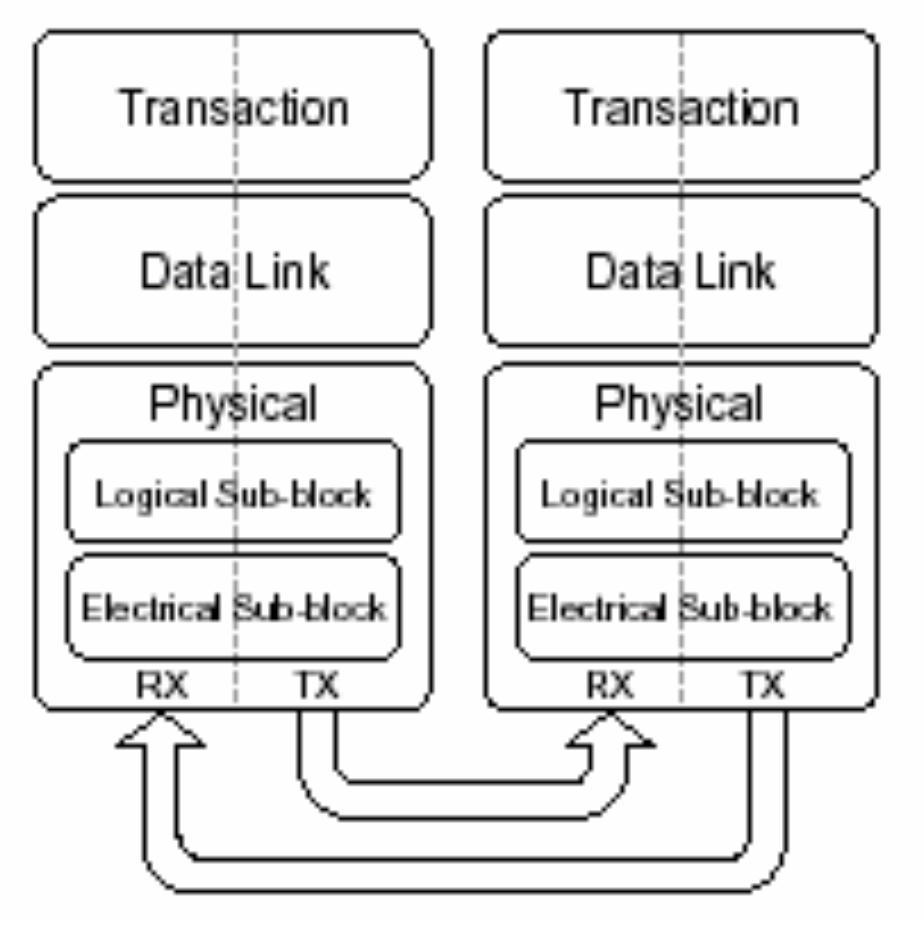 Transaction
Data Link
Physical
Logical Sub-block
Electrical Sub-block
RX TX
Transaction
Data Link
Physical
Logical Sub-block
Electrical Sub-block
RX TX